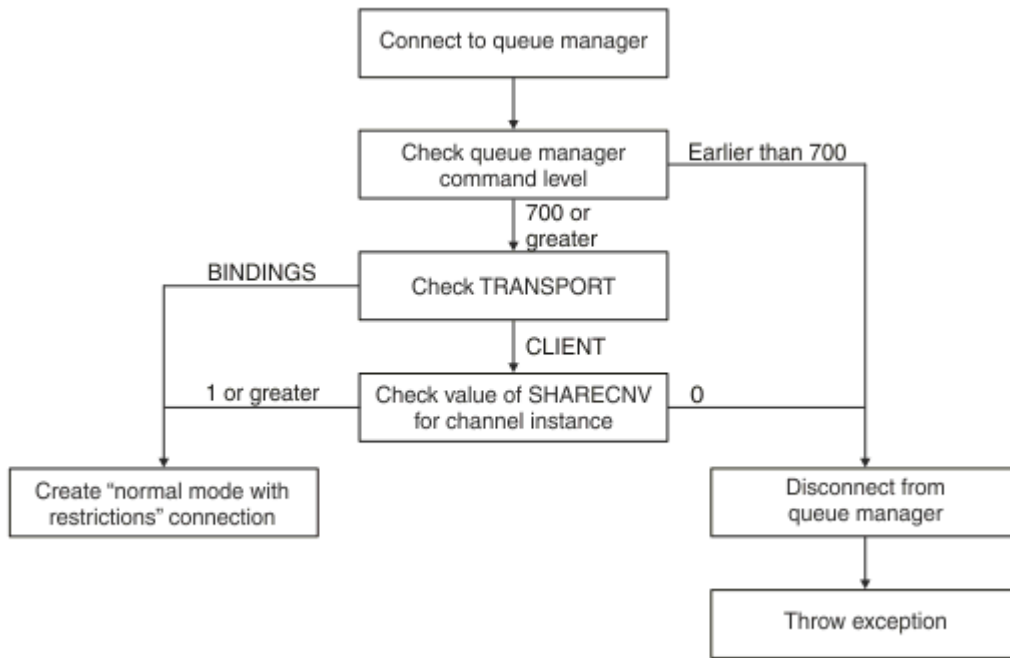 Connect to queue manager
Check queue manager
command level
Earlier than 700
700 or
greater
BINDINGS
Check TRANSPORT
CLIENT
1 or greater
Check value of SHARECNV
for channel instance
0
Create “normal mode with
restrictions” connection
Disconnect from
queue manager
Throw exception